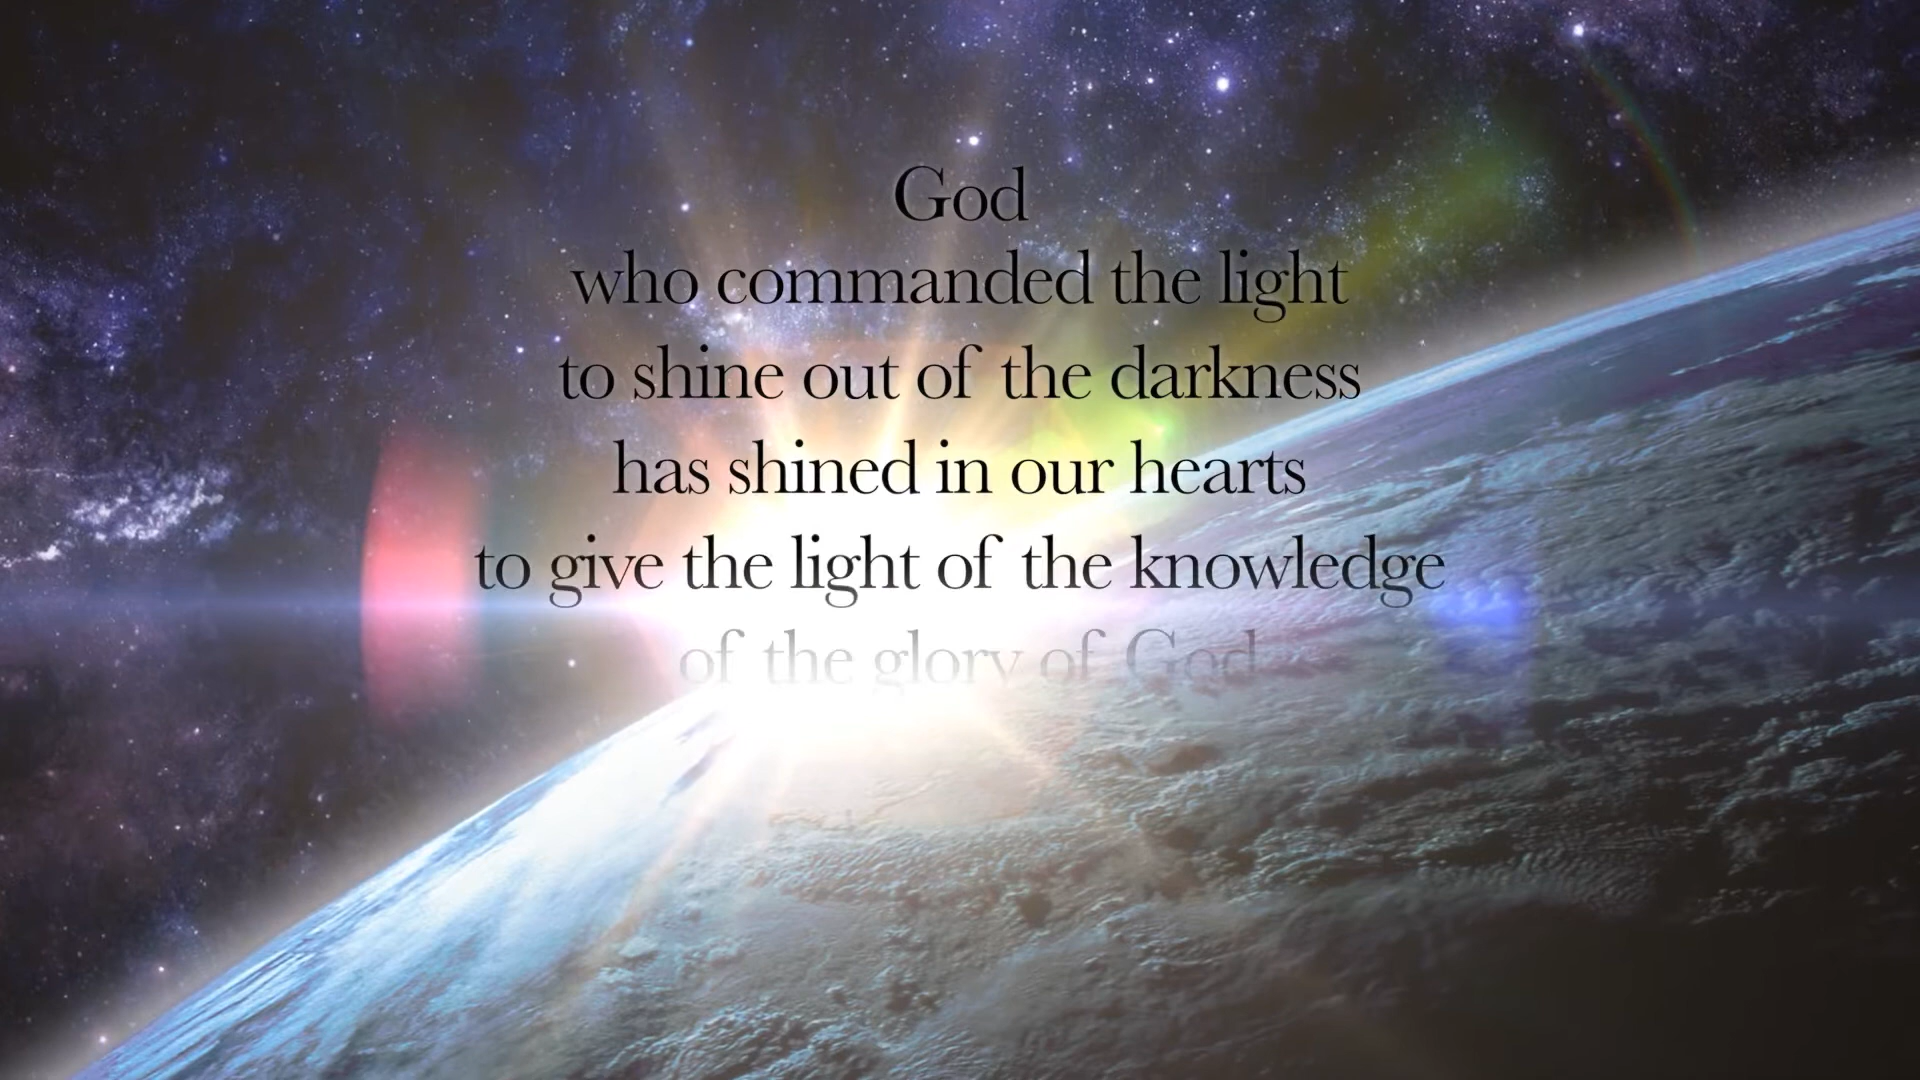 God
who commanded the light
to shine out of the darkness
has shined in our hearts
to give the light of the knowledge
of the glory of God